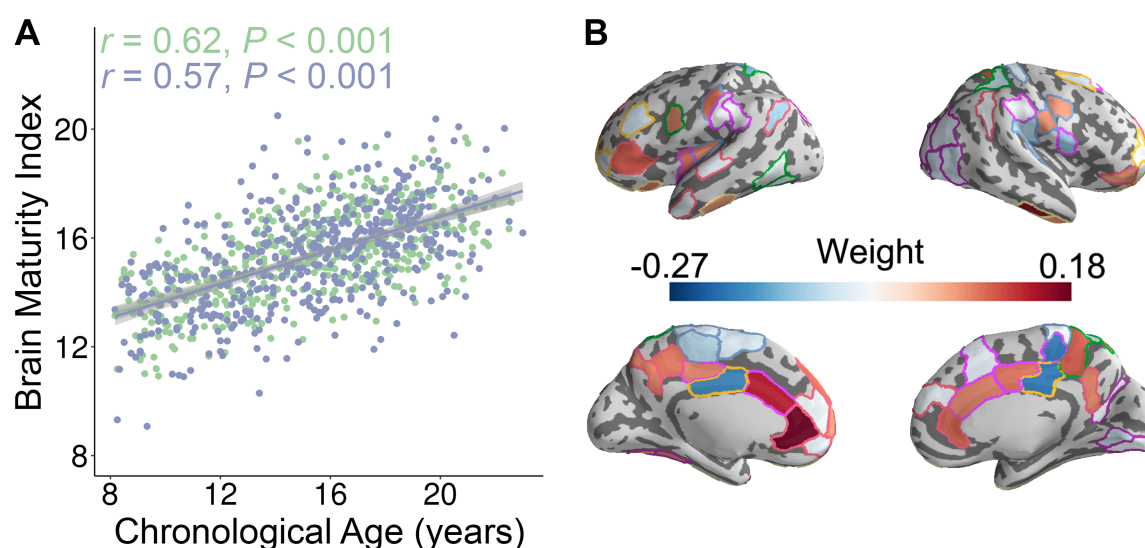 A
r = 0.62, P < 0.001
r = 0.57, P < 0.001
Brain Maturity Index
20
16
12
8
8 12 16 20
Chronological Age (years)
B
Weight
-0.27 0.18